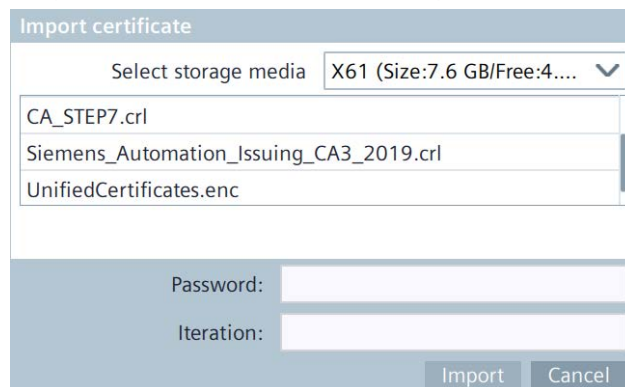 Import certificate
Select storage media X61 (Size:7.6 GB/Free:4....
CA_STEP7.crl
Siemens_Automation_Issuing_CA3_2019.crl
UnifiedCertificates.enc
Password:
Iteration:
Import Cancel